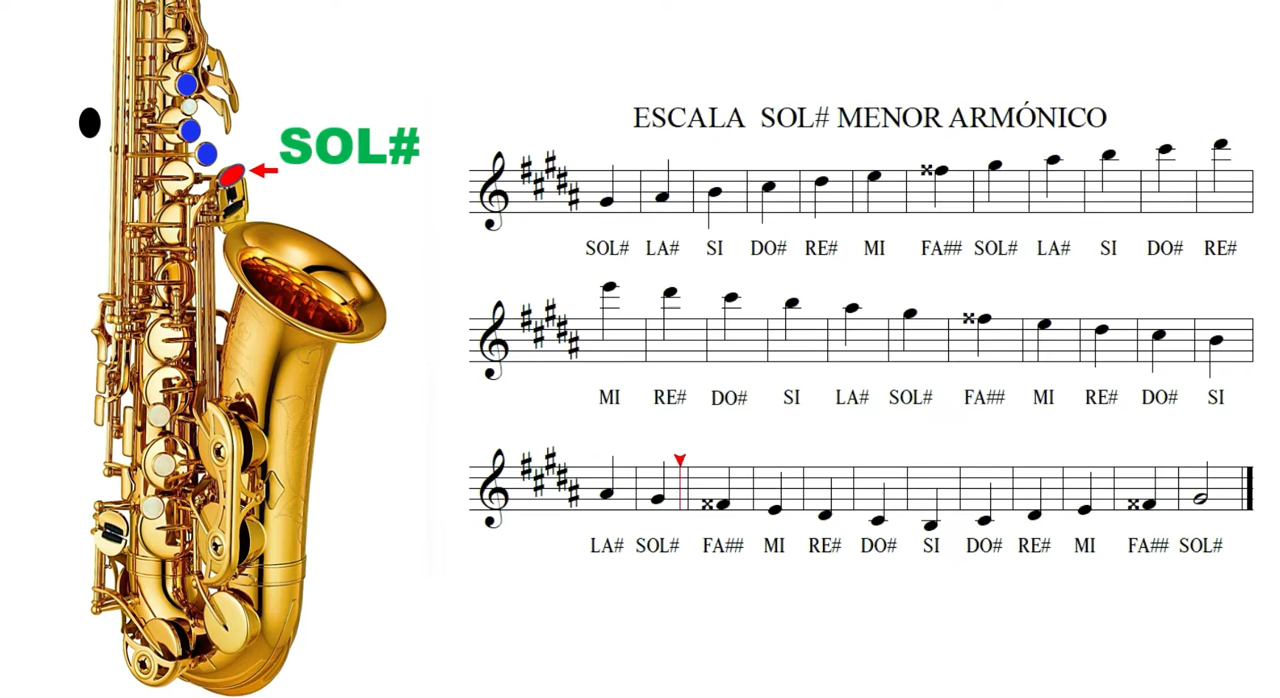 SOL#
ESCALA SOL# MENOR ARMÓNICO
SOL# LA# SI DO# RE# MI FA## SOL# LA# SI DO# RE#
MI RE# DO# SI LA# SOL# FA## MI RE# DO# SI
LA# SOL# FA## MI RE# DO# SI DO# RE# MI FA## SOL#